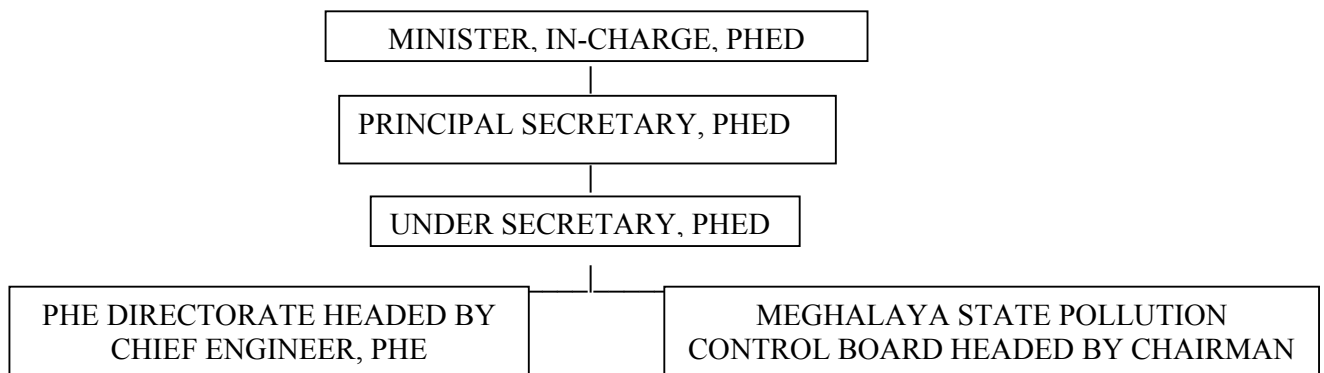 MINISTER, IN-CHARGE, PHED
PRINCIPAL SECRETARY, PHED
UNDER SECRETARY, PHED
PHE DIRECTORATE HEADED BY
CHIEF ENGINEER, PHE
MEGHALAYA STATE POLLUTION
CONTROL BOARD HEADED BY CHAIRMAN